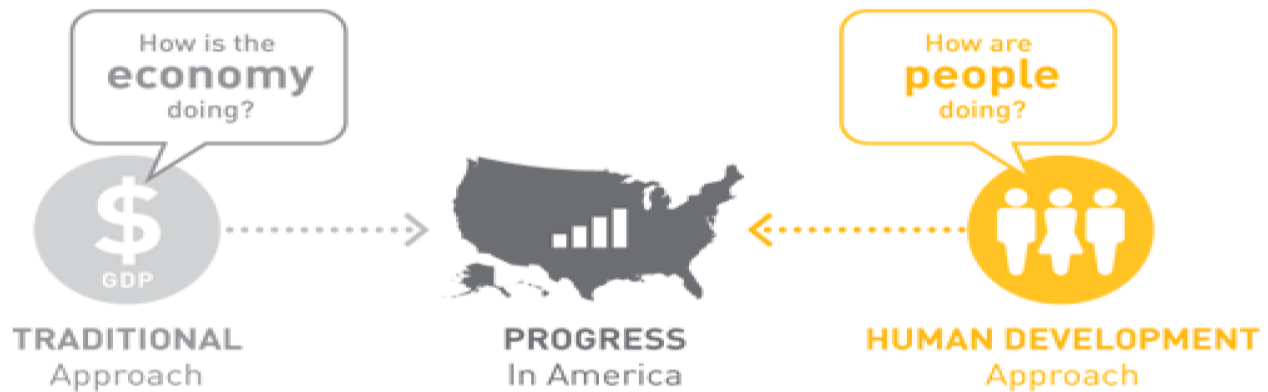 How is the
economy
doing?
$
GDP
TRADITIONAL
Approach
PROGRESS
In America
How are
people
doing?
HUMAN DEVELOPMENT
Approach